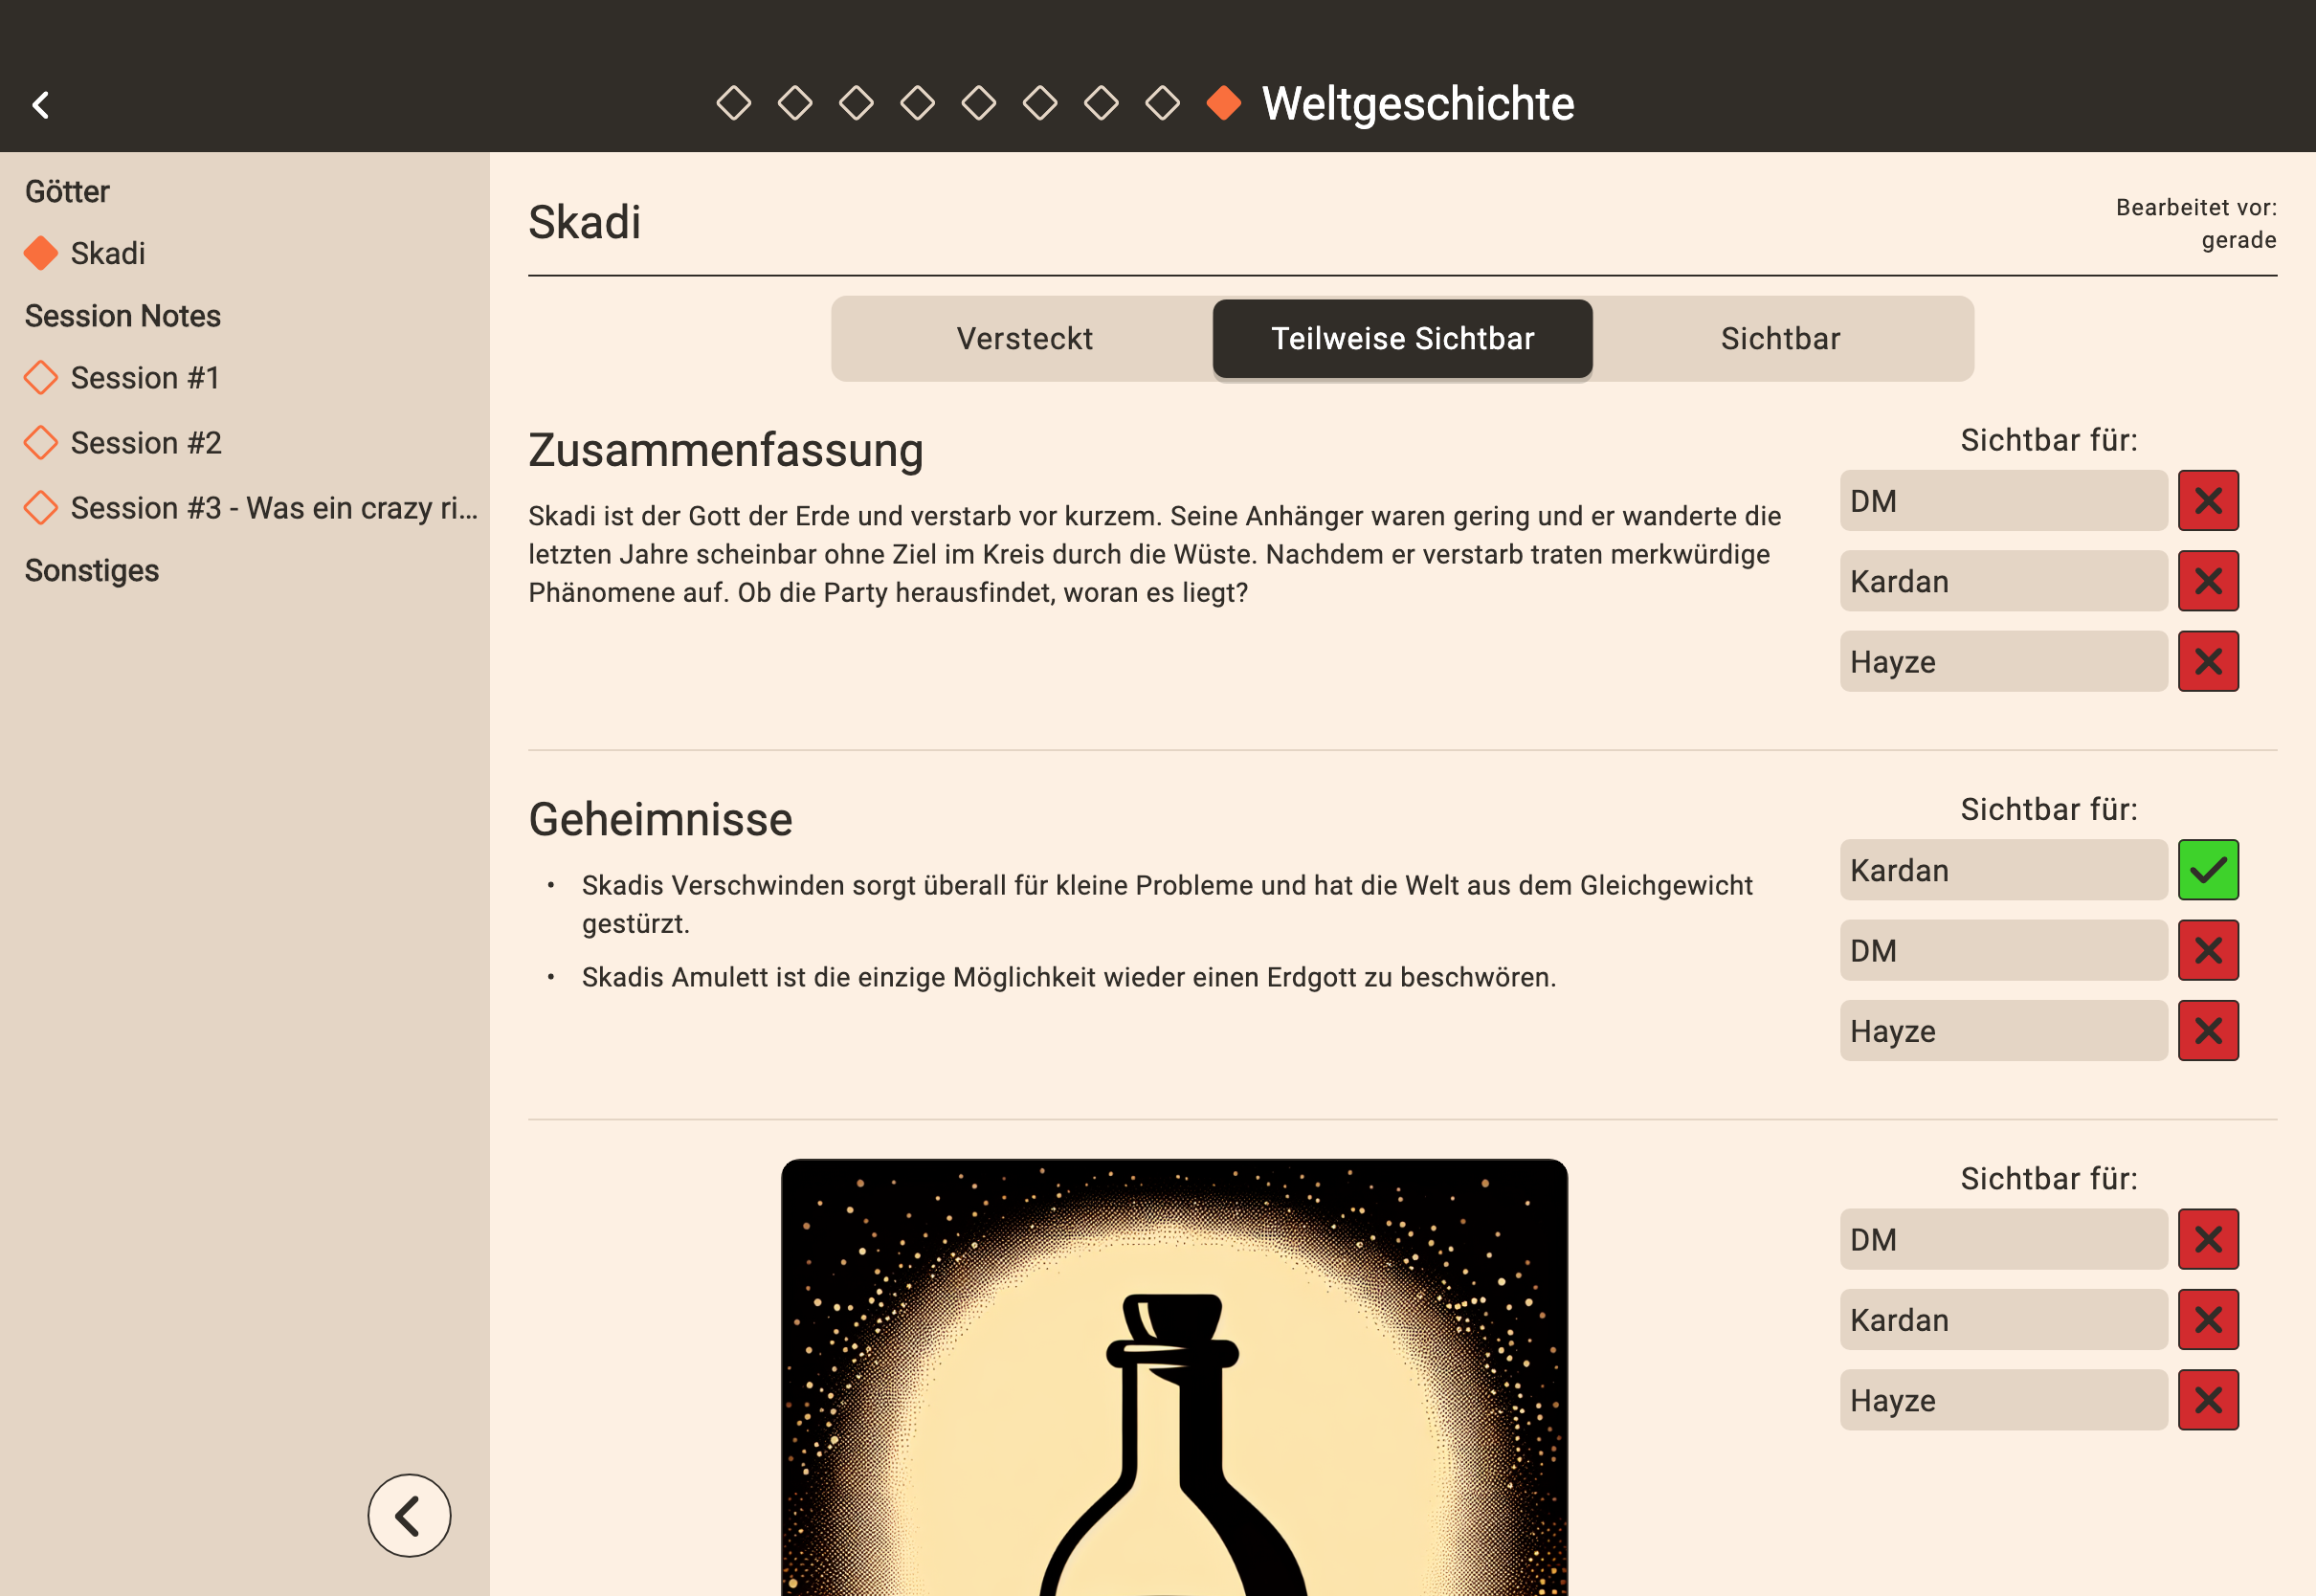 Weltgeschichte
Götter
Skadi
Session Notes
Session #1
Session #2
Session #3 - Was ein crazy ri...
Sonstiges
Skadi
Bearbeitet vor:
gerade
Versteckt
Teilweise Sichtbar
Sichtbar
Zusammenfassung
Skadi ist der Gott der Erde und verstarb vor kurzem. Seine Anhänger waren gering und er wanderte die
letzten Jahre scheinbar ohne Ziel im Kreis durch die Wüste. Nachdem er verstarb traten merkwürdige
Phänomene auf. Ob die Party herausfindet, woran es liegt?
Sichtbar für:
DM
Kardan
Hayze
Geheimnisse
• Skadis Verschwinden sorgt überall für kleine Probleme und hat die Welt aus dem Gleichgewicht
gestürzt.
• Skadis Amulett ist die einzige Möglichkeit wieder einen Erdgott zu beschwören.
Sichtbar für:
Kardan
DM
Hayze
Sichtbar für:
DM
Kardan
Hayze